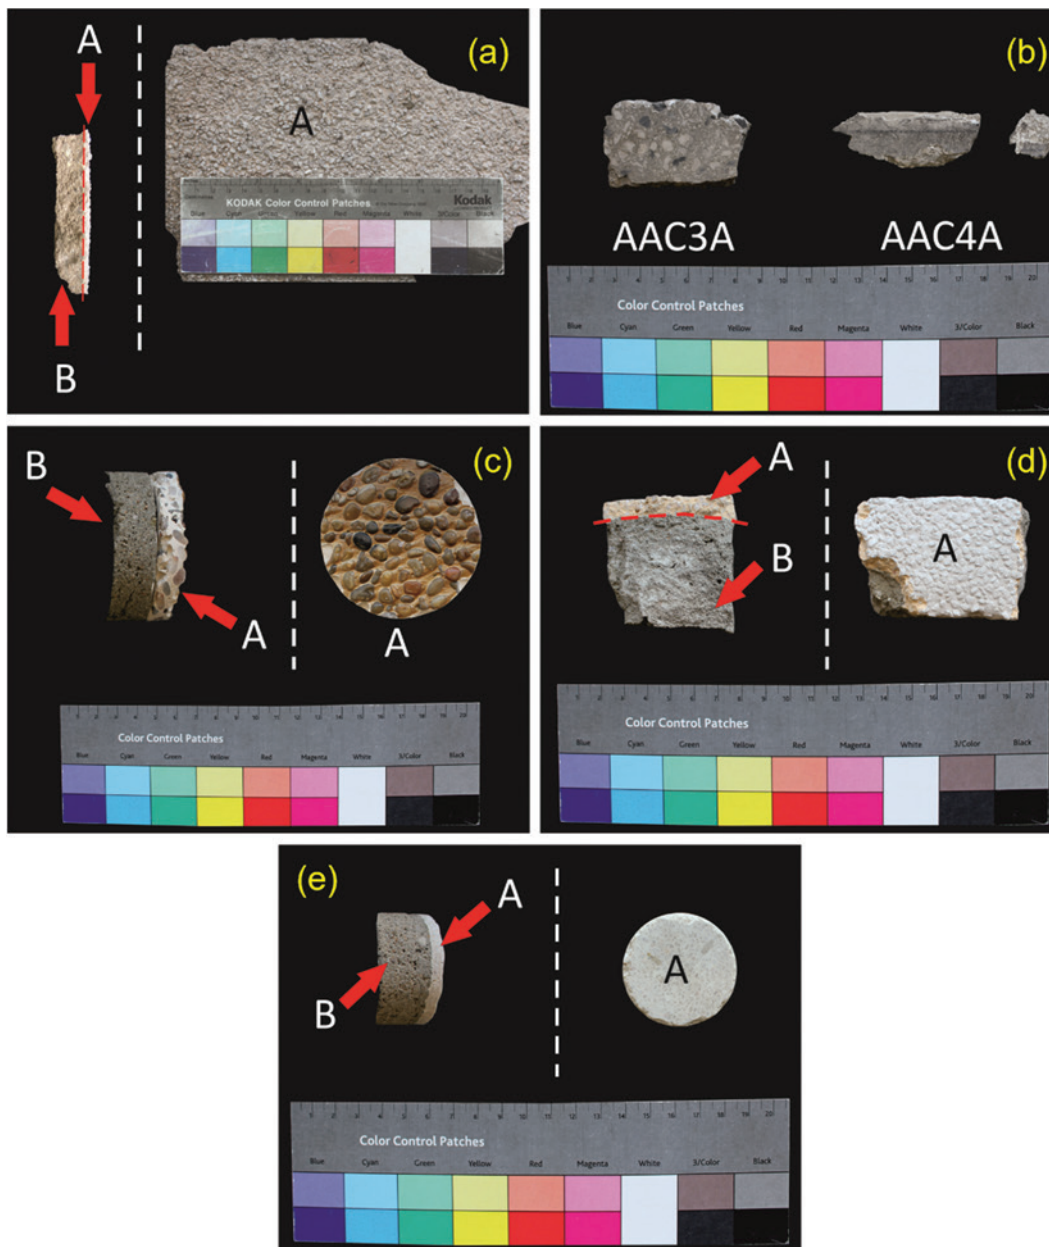 (a)
A
A
KODAK Color Control Patches
Kodak
Blue Cyan Green Yellow Red Magenta White 3/Color Black
B
(b)
AAC3A AAC4A
Color Control Patches
Blue Cyan Green Yellow Red Magenta White 3/Color Black
(c)
B
A
A
Color Control Patches
Blue Cyan Green Yellow Red Magenta White 3/Color Black
(d)
A
B
A
Color Control Patches
Blue Cyan Green Yellow Red Magenta White 3/Color Black
(e)
A
B
A
Color Control Patches
Blue Cyan Green Yellow Red Magenta White 3/Color Black